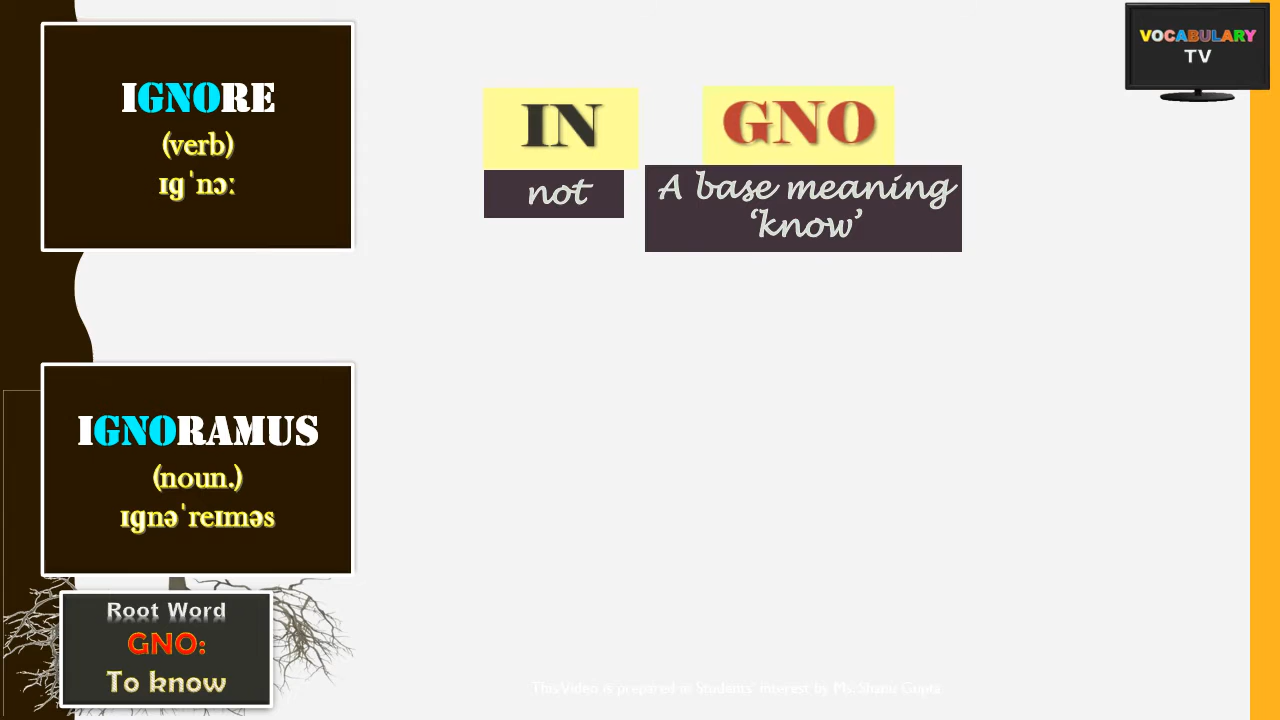 IGNORE
(verb)
ɪɡˈnɔː
IN
GNO
not
A base meaning
‘know’
VOCABULARY
TV
IGNORAMUS
(noun.)
ɪɡnəˈreɪməs
Root Word
GNO:
To know
This Video is prepared in Students' interest by Ms. Shanu Gupta